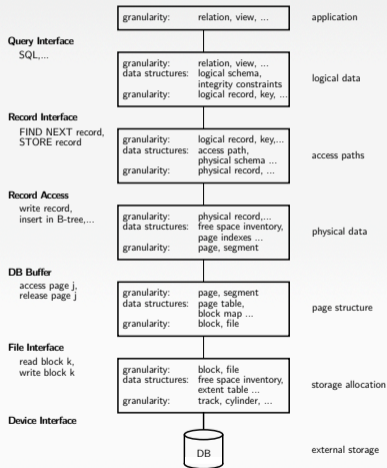 granularity: relation, view, ... application
Query Interface
SQL,...
granularity: relation, view, ...
data structures: logical schema, logical data
integrity constraints
granularity: logical record, key, ...
Record Interface
FIND NEXT record,
STORE record
granularity: logical record, key,...
data structures: access path, access paths
physical schema ...
granularity: physical record, ...
Record Access
write record,
insert in B-tree,...
granularity: physical record,...
data structures: free space inventory, physical data
page indexes ...
granularity: page, segment
DB Buffer
access page j,
release page j
granularity: page, segment
data structures: page table, page structure
block map ...
granularity: block, file
File Interface
read block k,
write block k
granularity: block, file
data structures: free space inventory, storage allocation
extent table ...
granularity: track, cylinder, ...
Device Interface
DB external storage